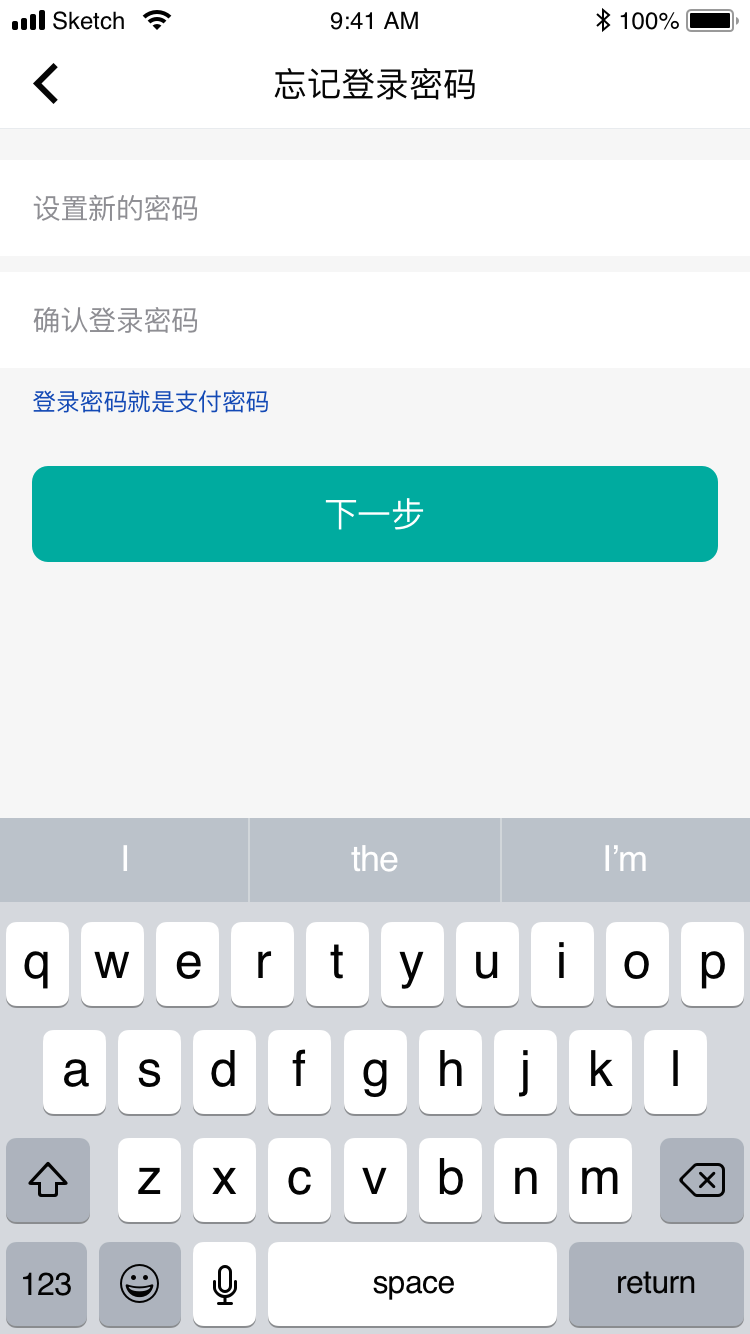 Sketch 9:41 AM 100%
忘记登录密码
设置新的密码
确认登录密码
登录密码就是支付密码
下一步
I the I’m
q w e r t y u i o p
a s d f g h j k l
z x c v b n m
123 space return